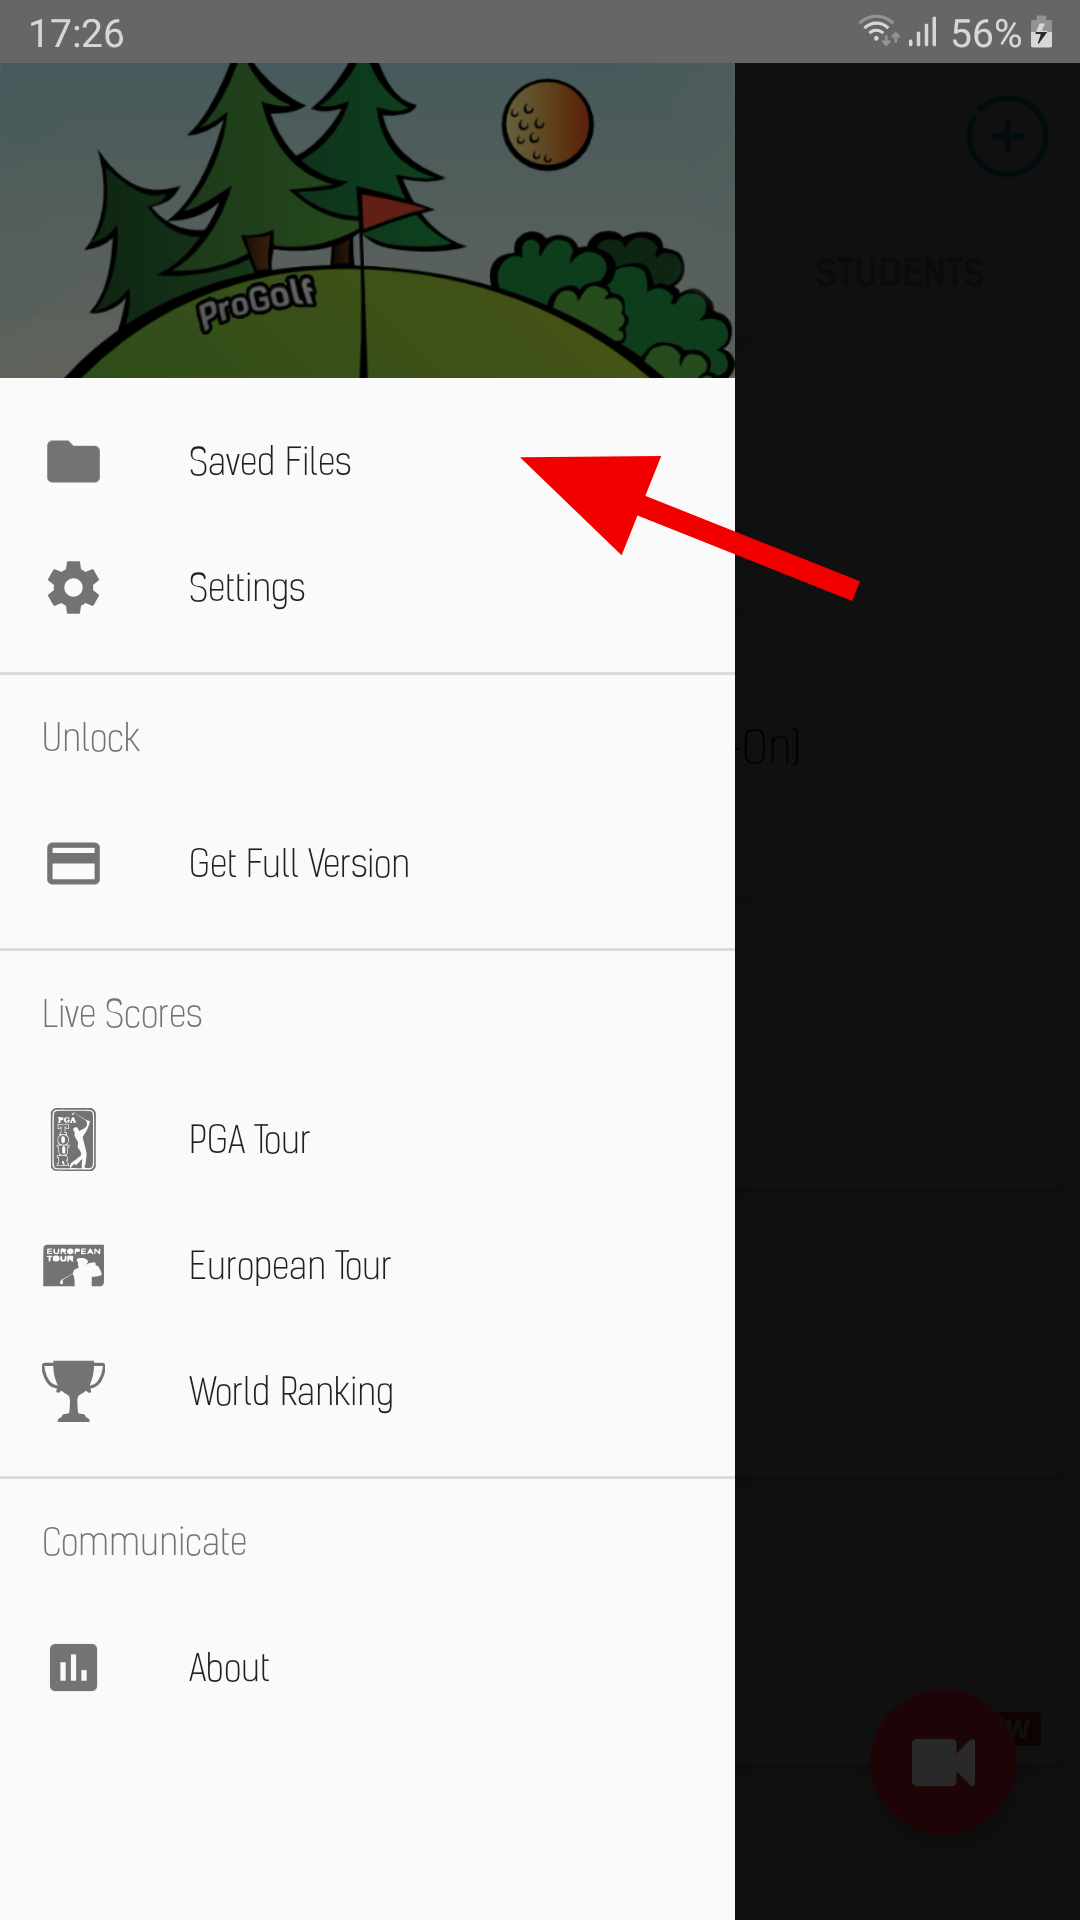 17:26
56%
ProGolf
STUDENTS
Saved Files
Settings
Unlock
-On)
Get Full Version
Live Scores
PGA
TOUR
PGA Tour
EUROPEAN
TOUR
European Tour
World Ranking
Communicate
About
W